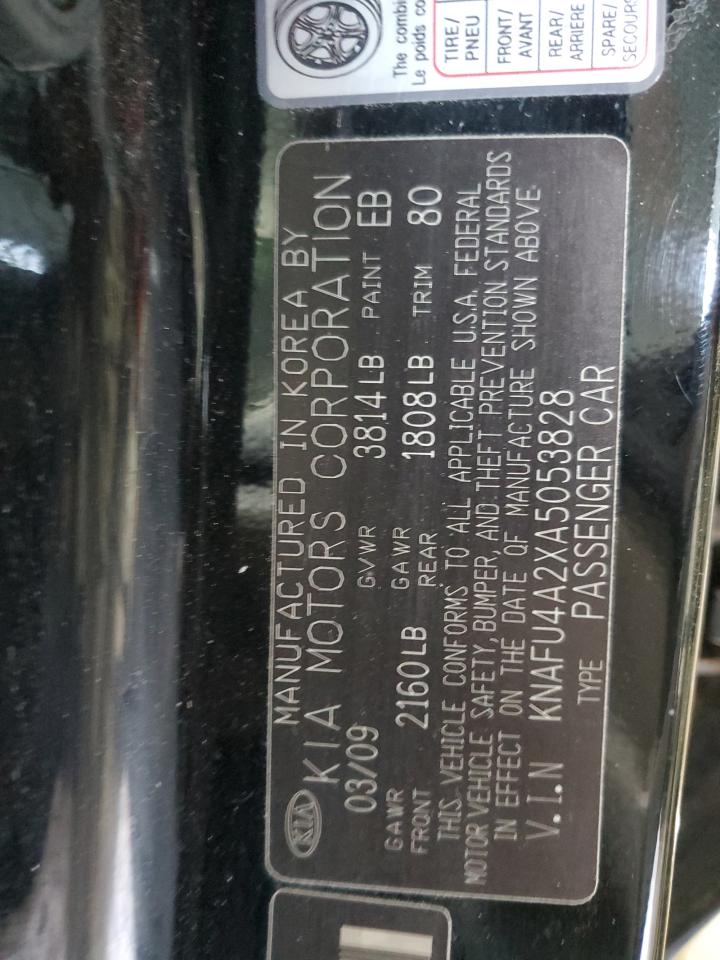 MANUFACTURED IN KOREA BY
KIA KIA MOTORS CORPORATION
03/09 GVWR 3814LB PAINT EB
GAWR FRONT 2160LB GAWR REAR 1808LB TRIM 80
THIS VEHICLE CONFORMS TO ALL APPLICABLE U.S.A. FEDERAL
MOTOR VEHICLE SAFETY, BUMPER, AND THEFT PREVENTION STANDARDS
IN EFFECT ON THE DATE OF MANUFACTURE SHOWN ABOVE.
V.I.N KNAFU4A2XA5053828
TYPE PASSENGER CAR
The combi
Le poids co
TIRE/
PNEU
FRONT/
AVANT
REAR/
ARRIERE
SPARE/
SECOURS